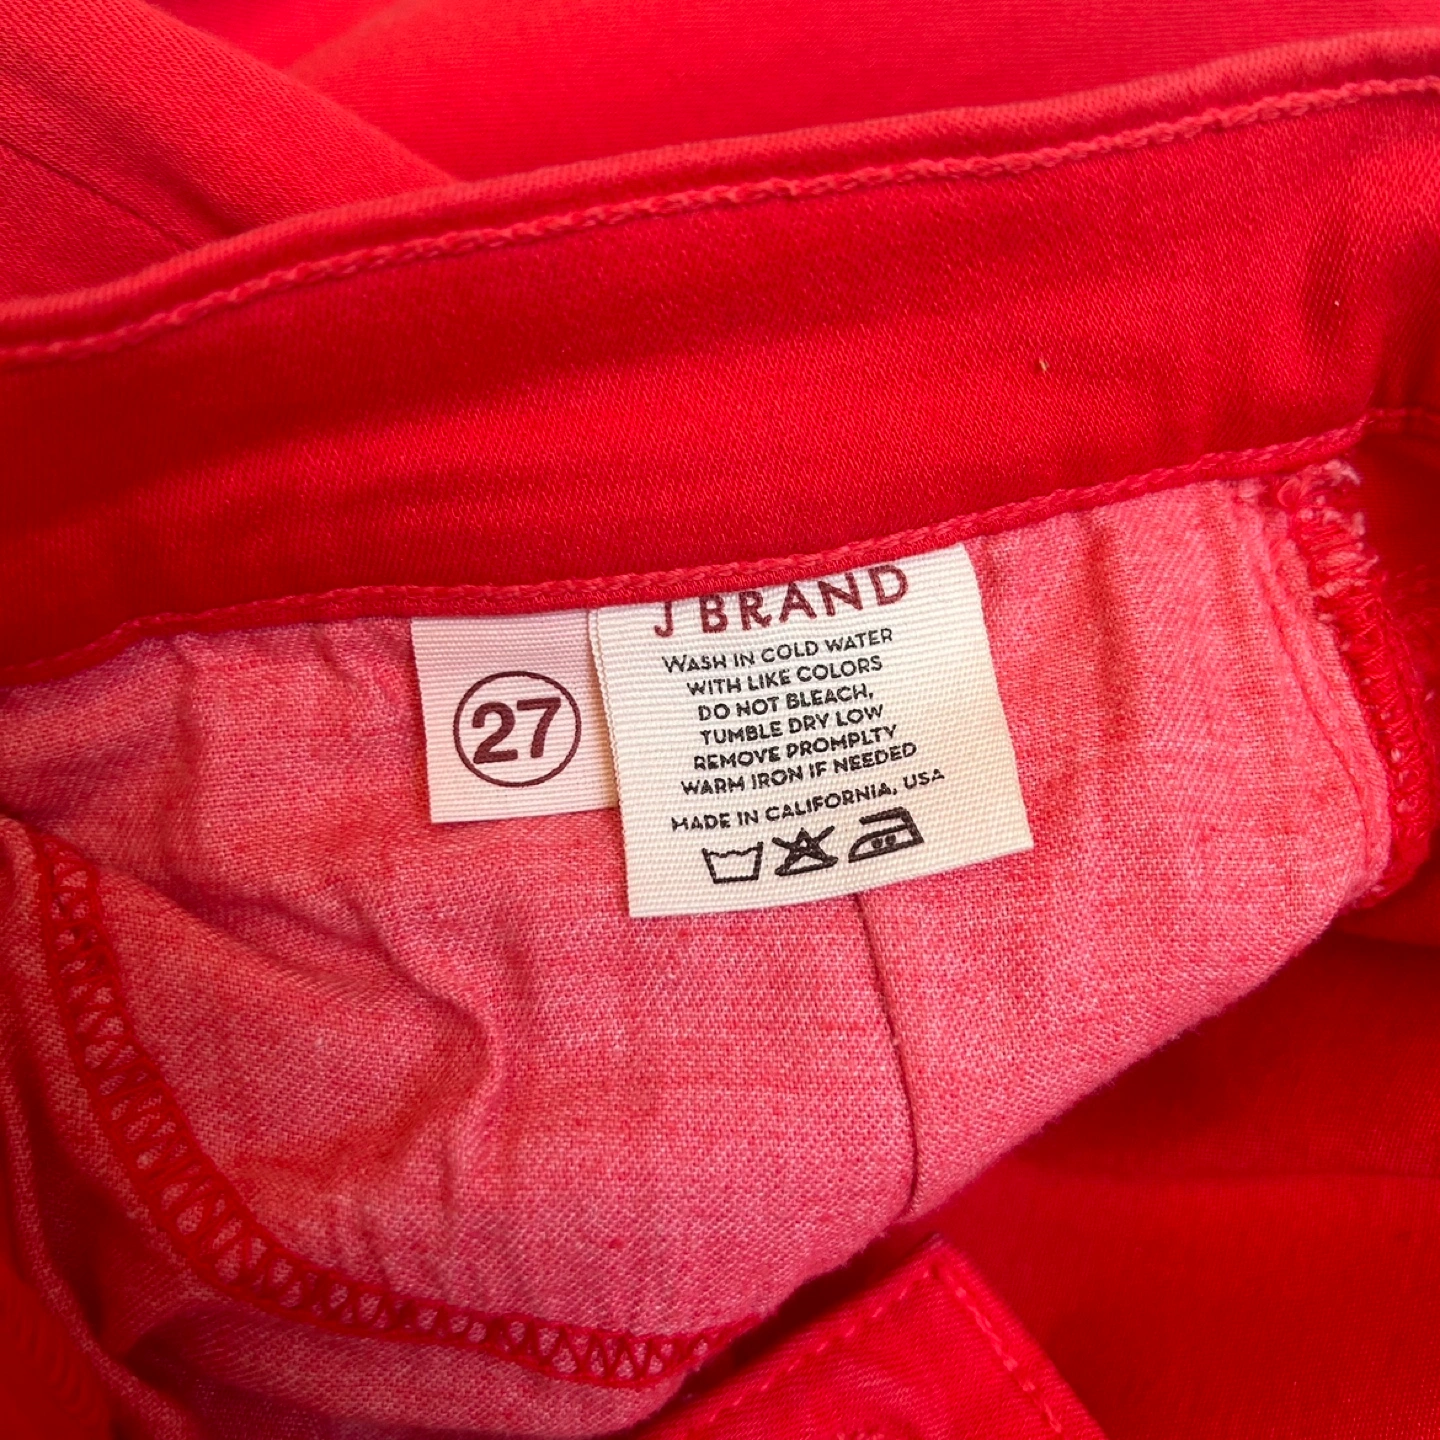 27
J BRAND
WASH IN COLD WATER
WITH LIKE COLORS
DO NOT BLEACH,
TUMBLE DRY LOW
REMOVE PROMPLTY
WARM IRON IF NEEDED
MADE IN CALIFORNIA, USA